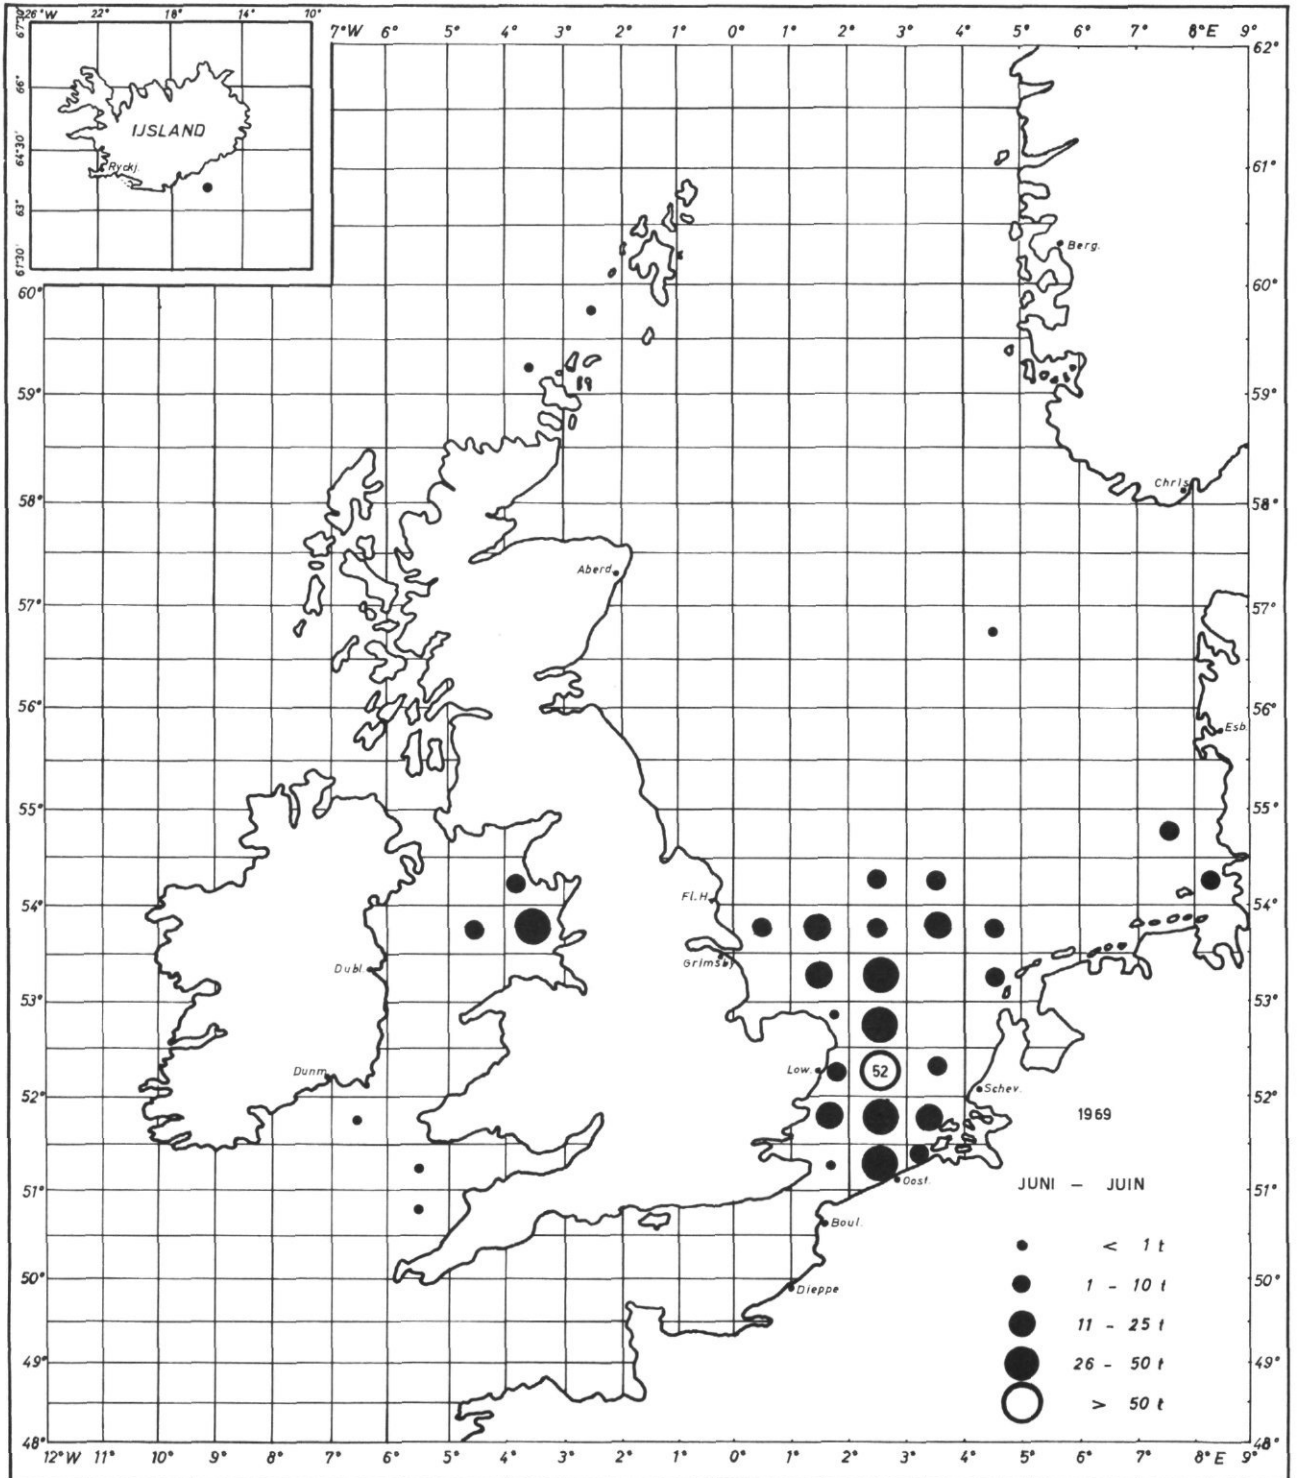 26°W 22° 18° 14° 10°
67°30'
66°
64°30'
63°
61°30'
IJSLAND
Ryckj.
7°W 6° 5° 4° 3° 2° 1° 0° 1° 2° 3° 4° 5° 6° 7° 8°E 9°
62°
61°
61°
Berg.
60° 60°
59° 59°
Chris
58° 58°
Aberd.
57° 57°
56° 56°
Esb.
55° 55°
Fl.H.
54° 54°
Grimsby
Dubl.
53° 53°
Dunm.
Low.
52
Schev.
52° 52°
1969
Oost.
51° 51°
JUNI – JUIN
Boul.
< 1 t
50° 50°
Dieppe
1 – 10 t
11 – 25 t
49° 49°
26 – 50 t
> 50 t
48° 48°
12°W 11° 10° 9° 8° 7° 6° 5° 4° 3° 2° 1° 0° 1° 2° 3° 4° 5° 6° 7° 8°E 9°